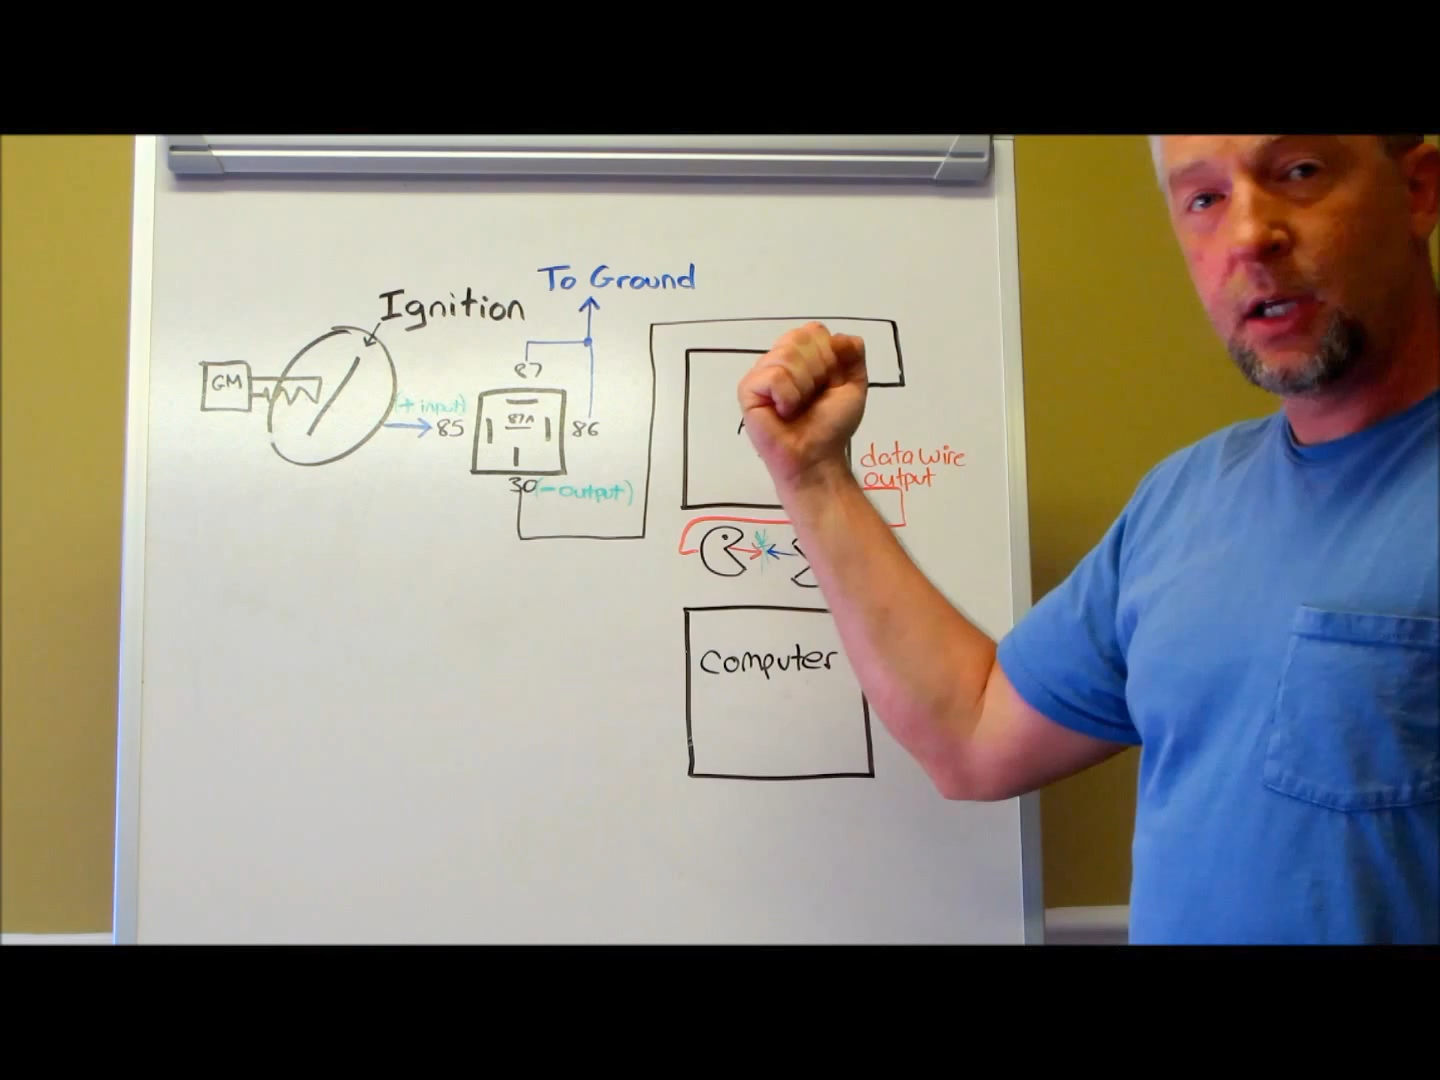 To Ground
Ignition
GM
87
(+ input)
85
87A
86
30 (- output)
data wire
output
Computer